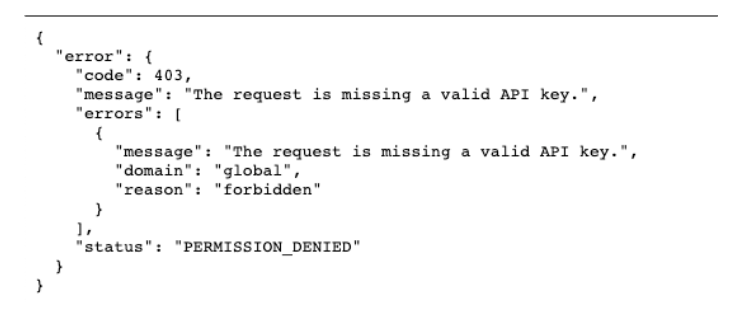 {
  "error": {
    "code": 403,
    "message": "The request is missing a valid API key.",
    "errors": [
      {
        "message": "The request is missing a valid API key.",
        "domain": "global",
        "reason": "forbidden"
      }
    ],
    "status": "PERMISSION_DENIED"
  }
}